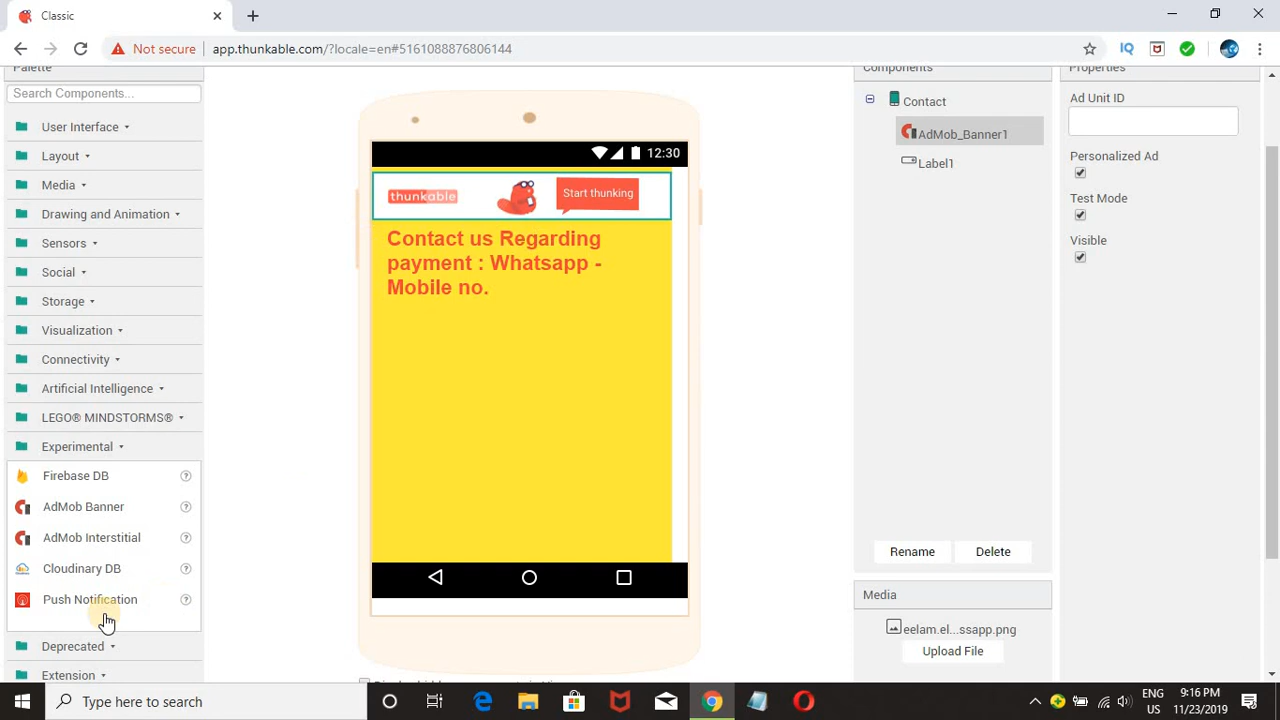 Classic
Not secure
app.thunkable.com/?locale=en#5161088876806144
Palette
Search Components...
User Interface
Layout
Media
Drawing and Animation
Sensors
Social
Storage
Visualization
Connectivity
Artificial Intelligence
LEGO® MINDSTORMS®
Experimental
Firebase DB
AdMob Banner
AdMob Interstitial
Cloudinary DB
Push Notification
Deprecated
Extension
12:30
thunkable
Start thunking
Contact us Regarding
payment : Whatsapp -
Mobile no.
Components
Contact
AdMob_Banner1
Label1
Rename
Delete
Media
eelam.el...ssapp.png
Upload File
Properties
Ad Unit ID
Personalized Ad
Test Mode
Visible
Type here to search
ENG
US
9:16 PM
11/23/2019